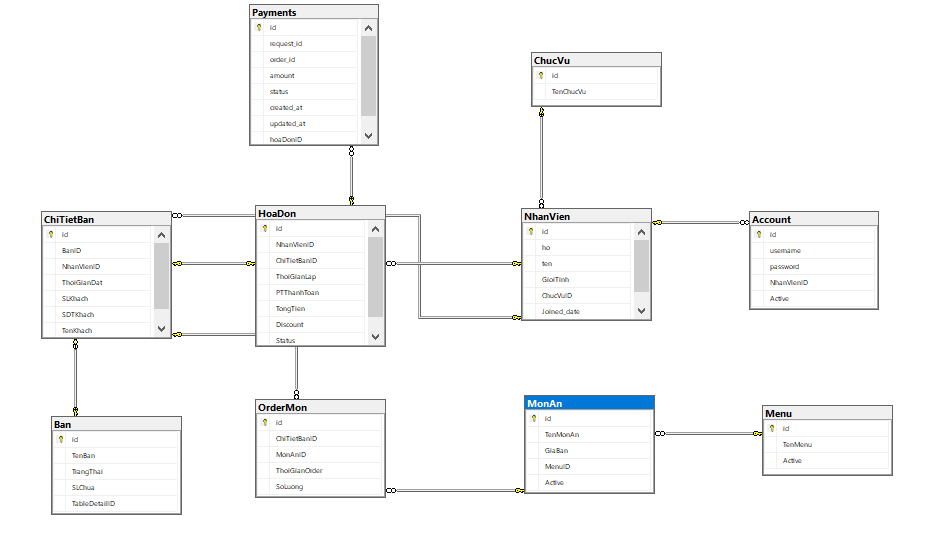 Payments
id
request_id
order_id
amount
status
created_at
updated_at
hoaDonID
ChucVu
id
TenChucVu
ChiTietBan
id
BanID
NhanVienID
ThoiGianDat
SLKhach
SDTKhach
TenKhach
HoaDon
id
NhanVienID
ChiTietBanID
ThoiGianLap
PTThanhToan
TongTien
Discount
Status
NhanVien
id
ho
ten
GioiTinh
ChucVuID
Joined_date
Account
id
username
password
NhanVienID
Active
Ban
id
TenBan
TrangThai
SLChua
TableDetailID
OrderMon
id
ChiTietBanID
MonAnID
ThoiGianOrder
SoLuong
MonAn
id
TenMonAn
GiaBan
MenuID
Active
Menu
id
TenMenu
Active